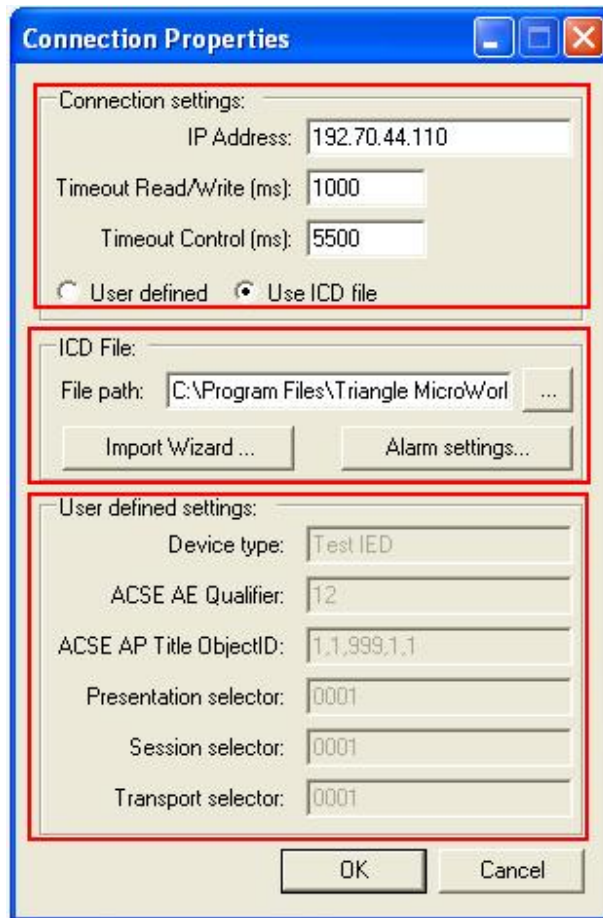 Connection Properties
Connection settings:
IP Address: 192.70.44.110
Timeout Read/Write (ms): 1000
Timeout Control (ms): 5500
User defined Use ICD file
ICD File:
File path: C:\Program Files\Triangle MicroWorl ...
Import Wizard ... Alarm settings...
User defined settings:
Device type: Test IED
ACSE AE Qualifier: 12
ACSE AP Title ObjectID: 1,1,999,1,1
Presentation selector: 0001
Session selector: 0001
Transport selector: 0001
OK Cancel